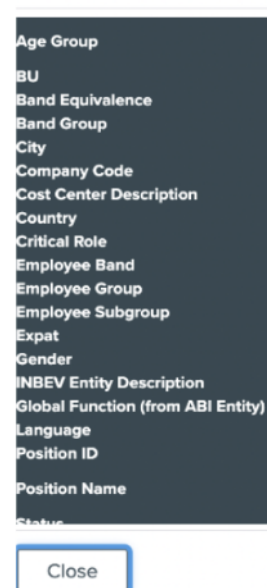 Age Group
BU
Band Equivalence
Band Group
City
Company Code
Cost Center Description
Country
Critical Role
Employee Band
Employee Group
Employee Subgroup
Expat
Gender
INBEV Entity Description
Global Function (from ABI Entity)
Language
Position ID
Position Name
Status
Close